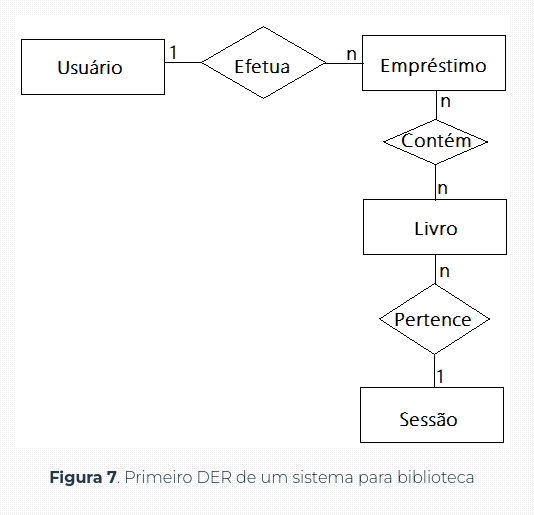 Usuário
1
Efetua
n
Empréstimo
n
Contém
n
Livro
n
Pertence
1
Sessão
Figura 7. Primeiro DER de um sistema para biblioteca